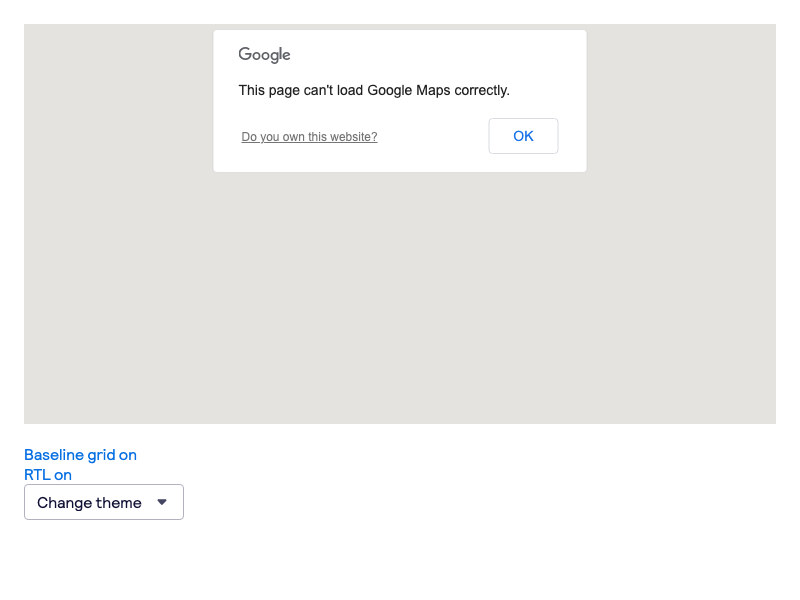 Google
This page can't load Google Maps correctly.
Do you own this website?
OK
Baseline grid on
RTL on
Change theme